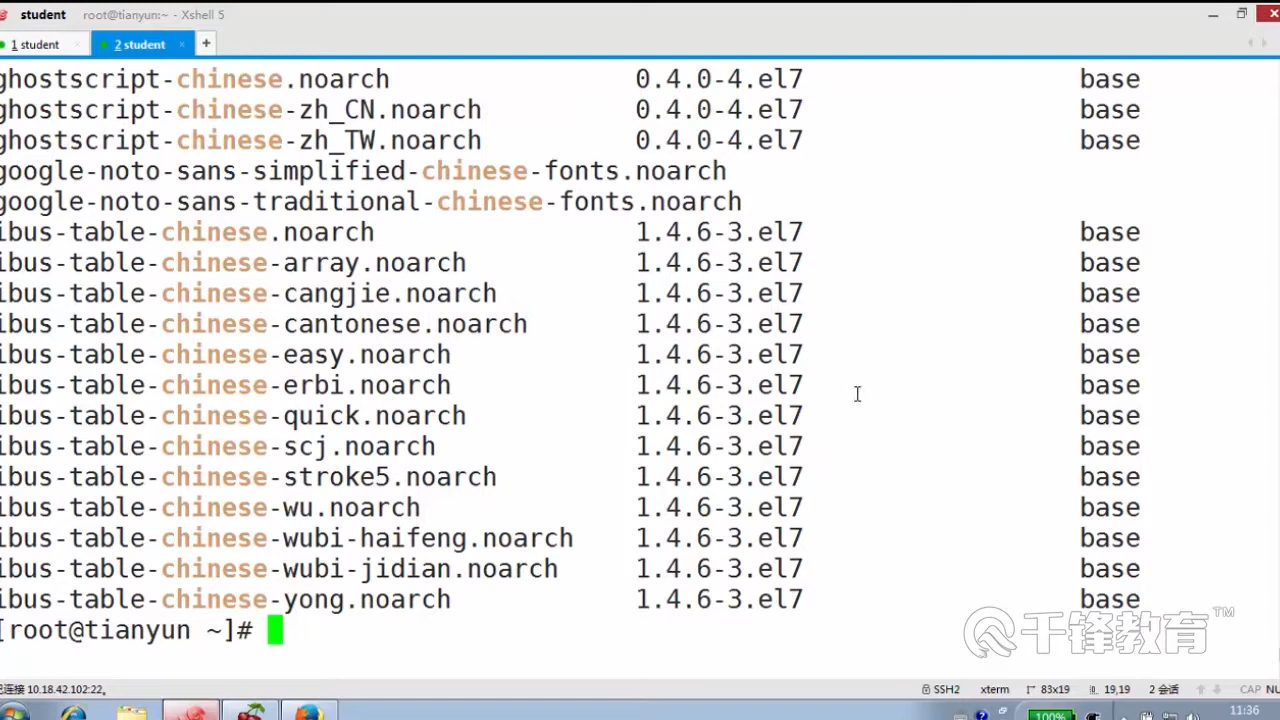 student root@tianyun:~ - Xshell 5
1 student × 2 student × +
ghostscript-chinese.noarch 0.4.0-4.el7 base
ghostscript-chinese-zh_CN.noarch 0.4.0-4.el7 base
ghostscript-chinese-zh_TW.noarch 0.4.0-4.el7 base
google-noto-sans-simplified-chinese-fonts.noarch
google-noto-sans-traditional-chinese-fonts.noarch
ibus-table-chinese.noarch 1.4.6-3.el7 base
ibus-table-chinese-array.noarch 1.4.6-3.el7 base
ibus-table-chinese-cangjie.noarch 1.4.6-3.el7 base
ibus-table-chinese-cantonese.noarch 1.4.6-3.el7 base
ibus-table-chinese-easy.noarch 1.4.6-3.el7 base
ibus-table-chinese-erbi.noarch 1.4.6-3.el7 base
ibus-table-chinese-quick.noarch 1.4.6-3.el7 base
ibus-table-chinese-scj.noarch 1.4.6-3.el7 base
ibus-table-chinese-stroke5.noarch 1.4.6-3.el7 base
ibus-table-chinese-wu.noarch 1.4.6-3.el7 base
ibus-table-chinese-wubi-haifeng.noarch 1.4.6-3.el7 base
ibus-table-chinese-wubi-jidian.noarch 1.4.6-3.el7 base
ibus-table-chinese-yong.noarch 1.4.6-3.el7 base
[root@tianyun ~]#
千锋教育™
已连接 10.18.42.102:22。 SSH2 xterm 83x19 19,19 2 会话 CAP NU
100% 11:36